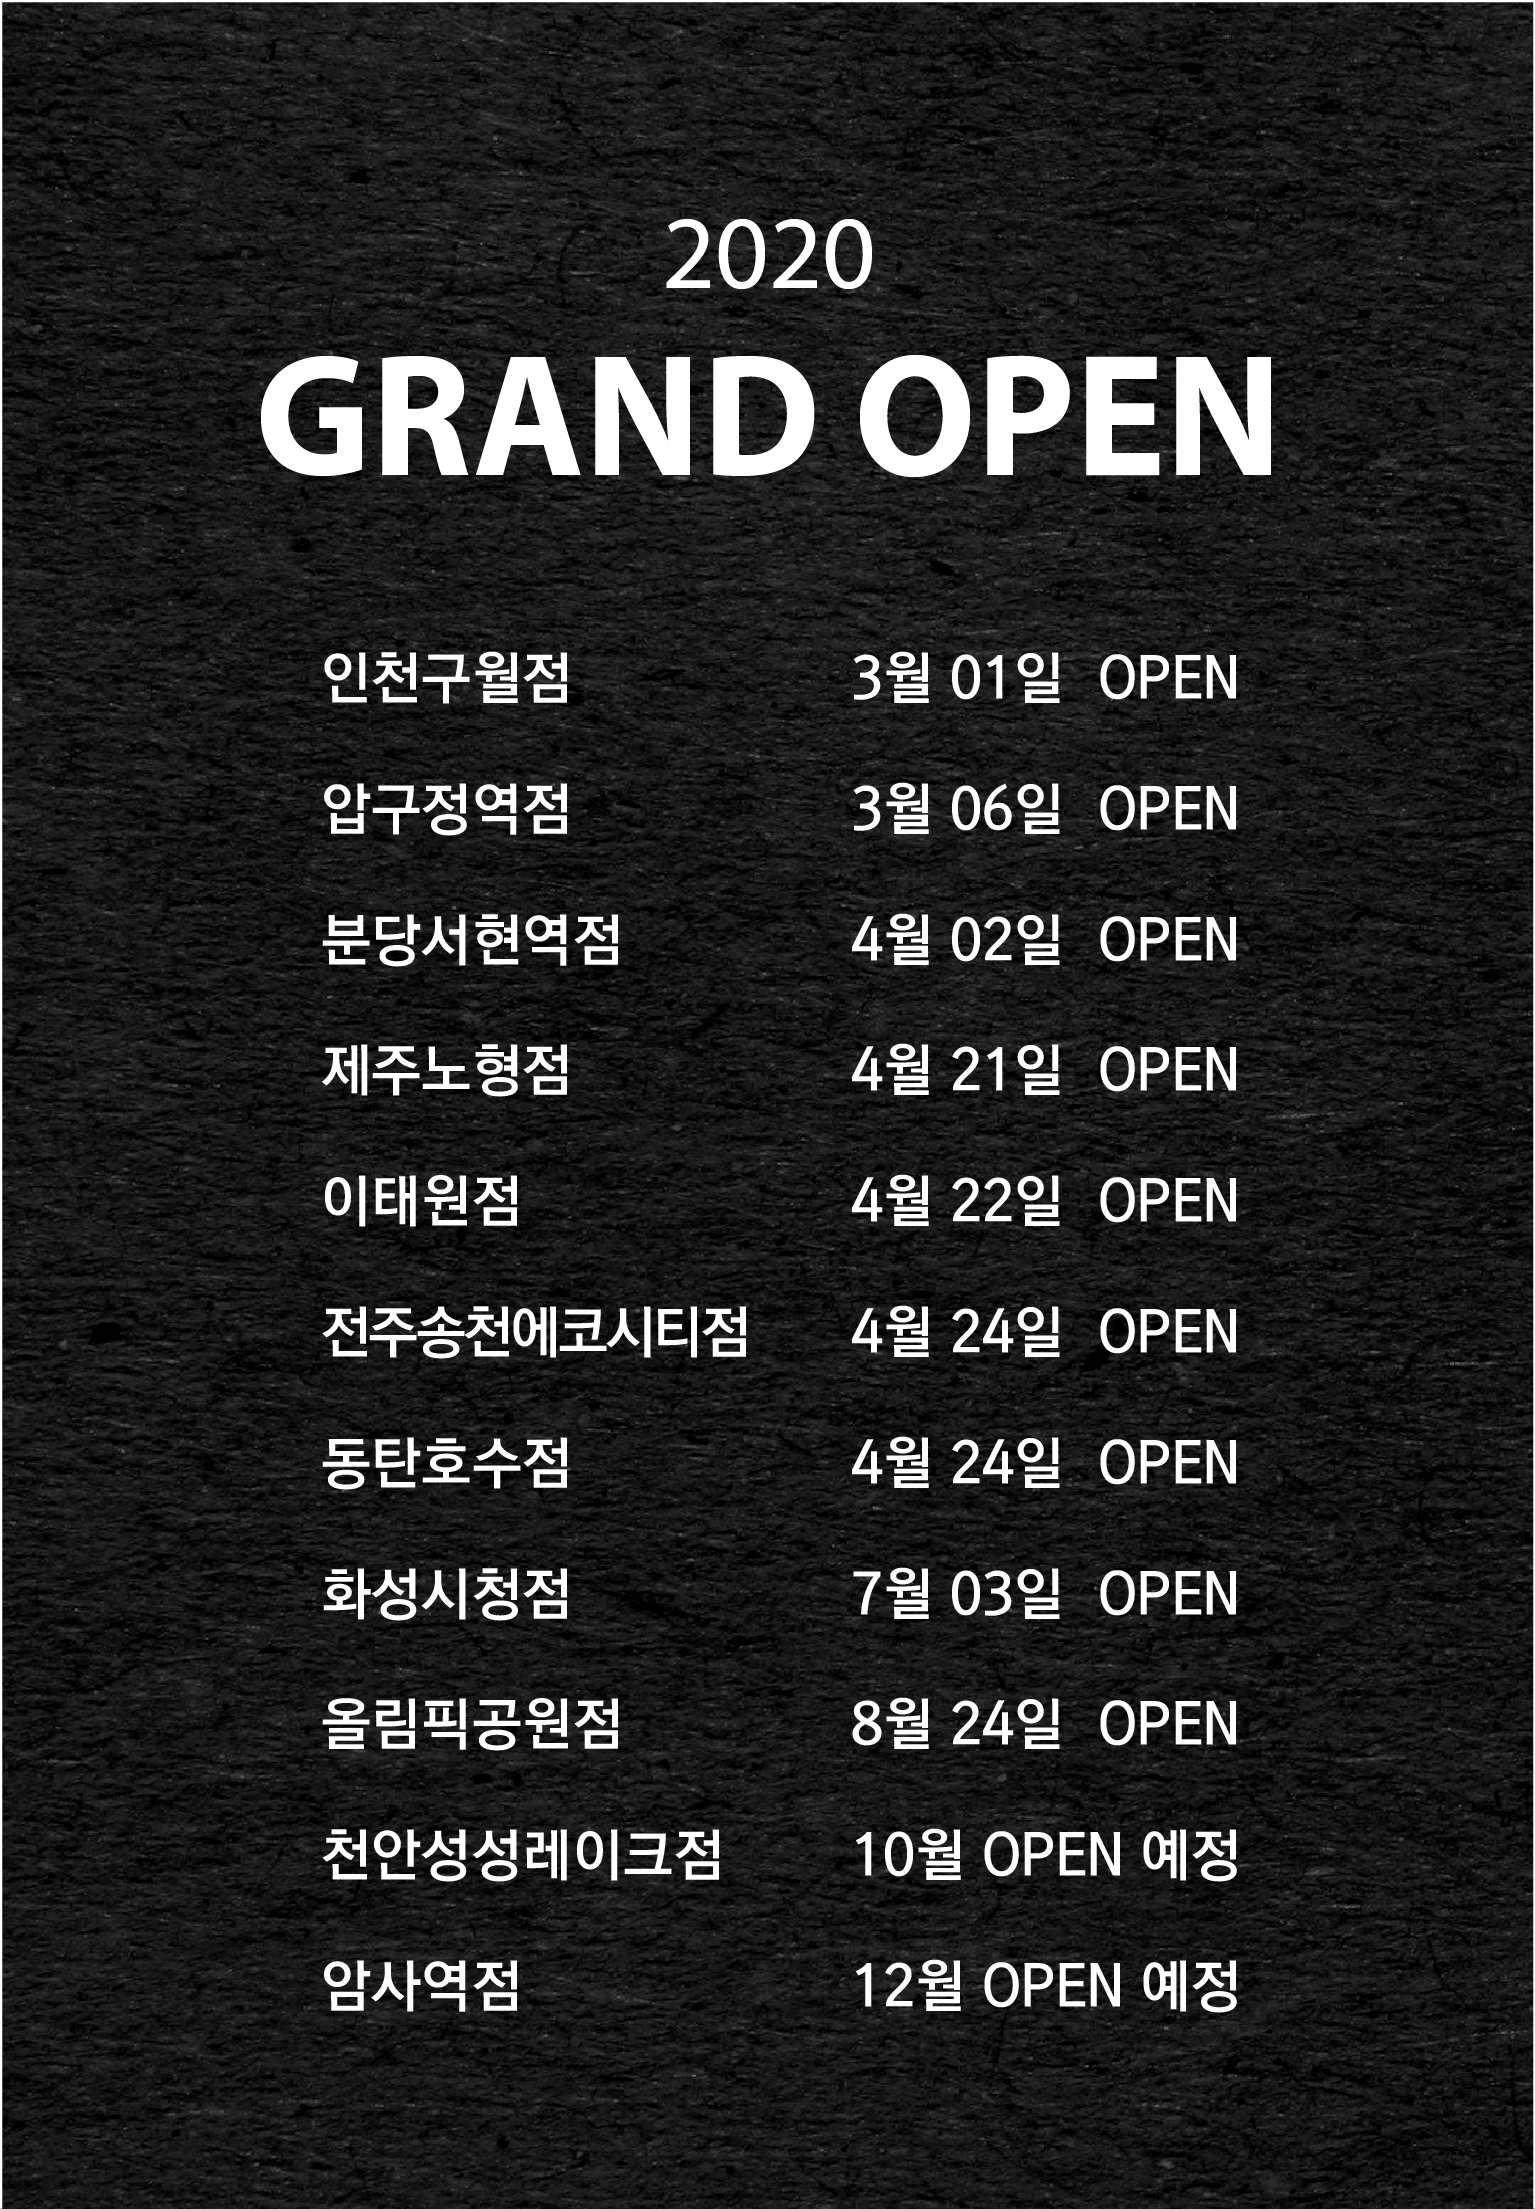 2020
GRAND OPEN
인천구월점 3월 01일 OPEN
압구정역점 3월 06일 OPEN
분당서현역점 4월 02일 OPEN
제주노형점 4월 21일 OPEN
이태원점 4월 22일 OPEN
전주송천에코시티점 4월 24일 OPEN
동탄호수점 4월 24일 OPEN
화성시청점 7월 03일 OPEN
올림픽공원점 8월 24일 OPEN
천안성성레이크점 10월 OPEN 예정
암사역점 12월 OPEN 예정